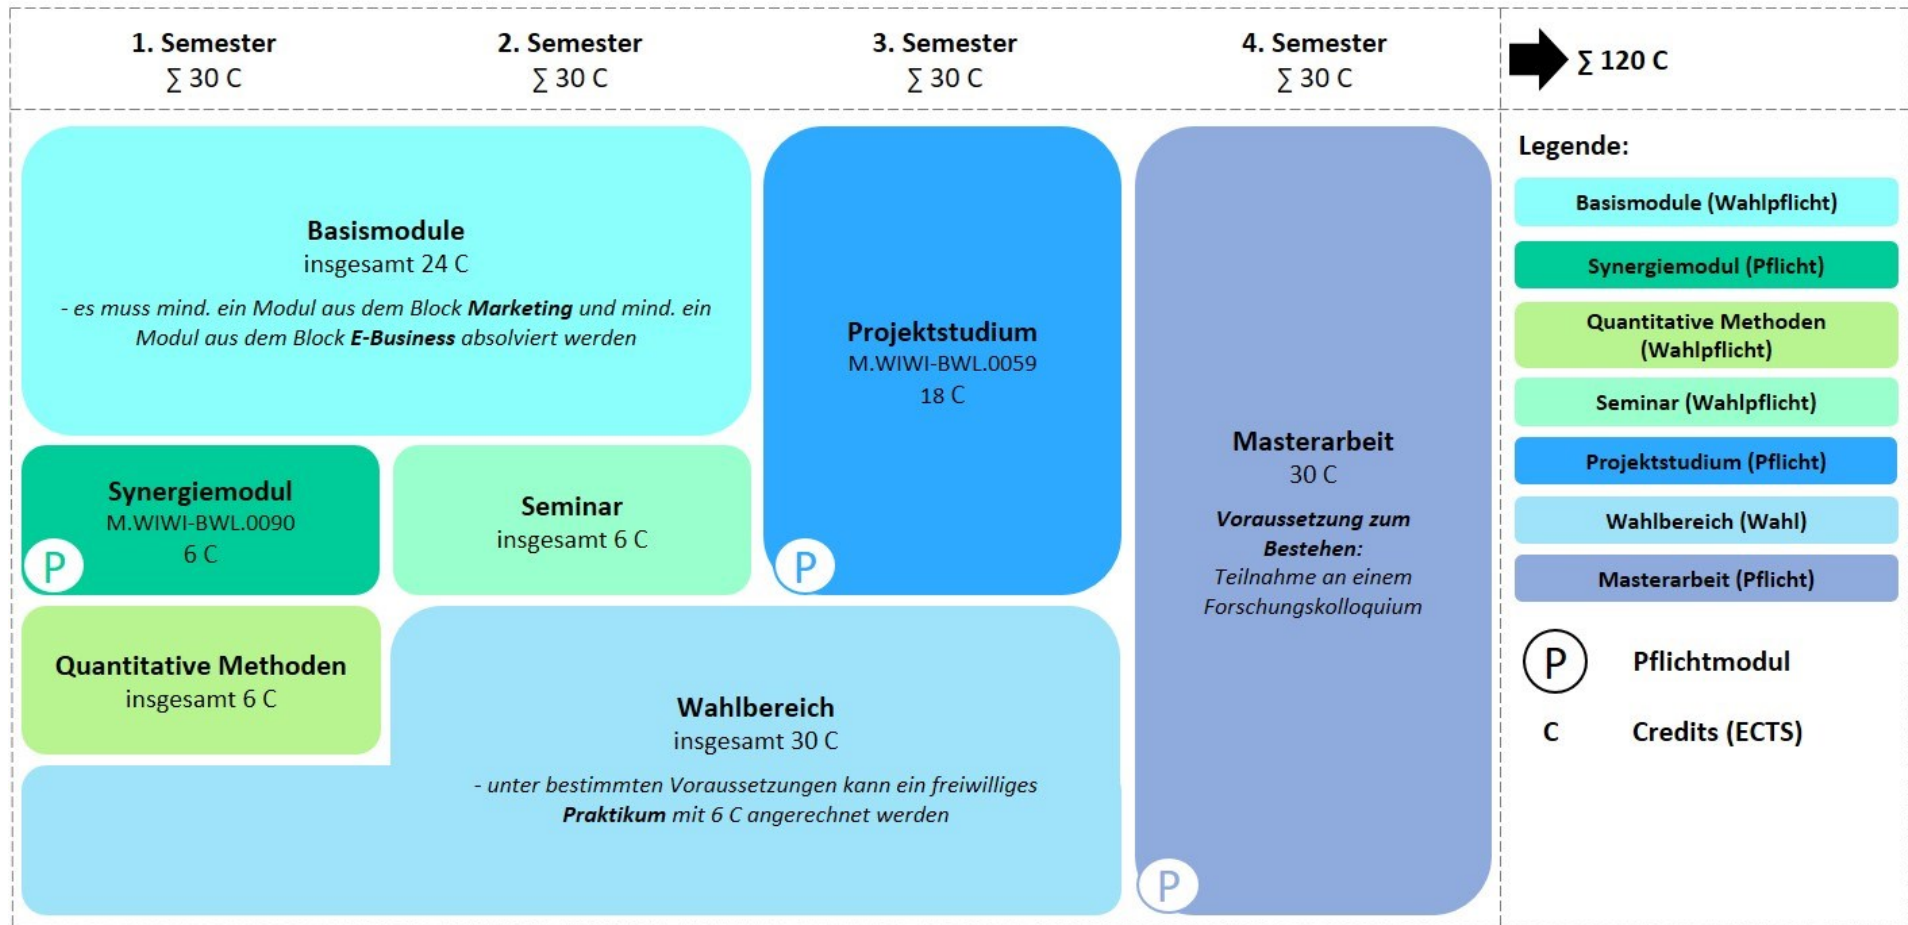 1. Semester
∑ 30 C
2. Semester
∑ 30 C
3. Semester
∑ 30 C
4. Semester
∑ 30 C
∑ 120 C
Basismodule
insgesamt 24 C
- es muss mind. ein Modul aus dem Block Marketing und mind. ein
Modul aus dem Block E-Business absolviert werden
Synergiemodul
M.WIWI-BWL.0090
6 C
P
Seminar
insgesamt 6 C
Quantitative Methoden
insgesamt 6 C
Projektstudium
M.WIWI-BWL.0059
18 C
P
Wahlbereich
insgesamt 30 C
- unter bestimmten Voraussetzungen kann ein freiwilliges
Praktikum mit 6 C angerechnet werden
Masterarbeit
30 C
Voraussetzung zum
Bestehen:
Teilnahme an einem
Forschungskolloquium
P
Legende:
Basismodule (Wahlpflicht)
Synergiemodul (Pflicht)
Quantitative Methoden
(Wahlpflicht)
Seminar (Wahlpflicht)
Projektstudium (Pflicht)
Wahlbereich (Wahl)
Masterarbeit (Pflicht)
P Pflichtmodul
C Credits (ECTS)